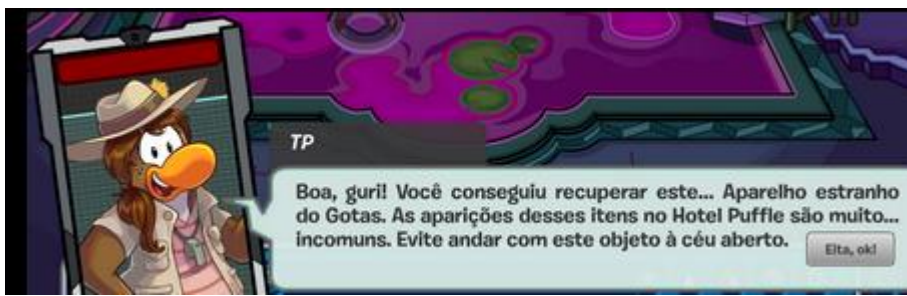 TP
Boa, guri! Você conseguiu recuperar este... Aparelho estranho
do Gotas. As aparições desses itens no Hotel Puffle são muito...
incomuns. Evite andar com este objeto à céu aberto.
Eita, ok!